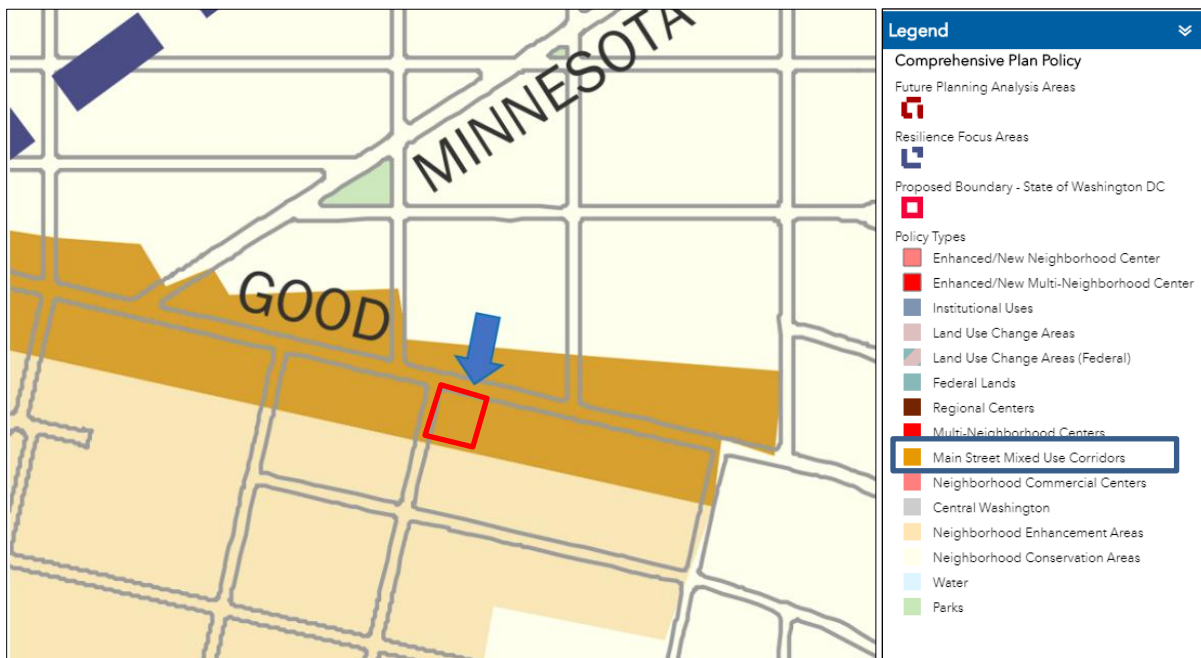 MINNESOTA
GOOD
Legend
Comprehensive Plan Policy
Future Planning Analysis Areas
Resilience Focus Areas
Proposed Boundary - State of Washington DC
Policy Types
Enhanced/New Neighborhood Center
Enhanced/New Multi-Neighborhood Center
Institutional Uses
Land Use Change Areas
Land Use Change Areas (Federal)
Federal Lands
Regional Centers
Multi-Neighborhood Centers
Main Street Mixed Use Corridors
Neighborhood Commercial Centers
Central Washington
Neighborhood Enhancement Areas
Neighborhood Conservation Areas
Water
Parks